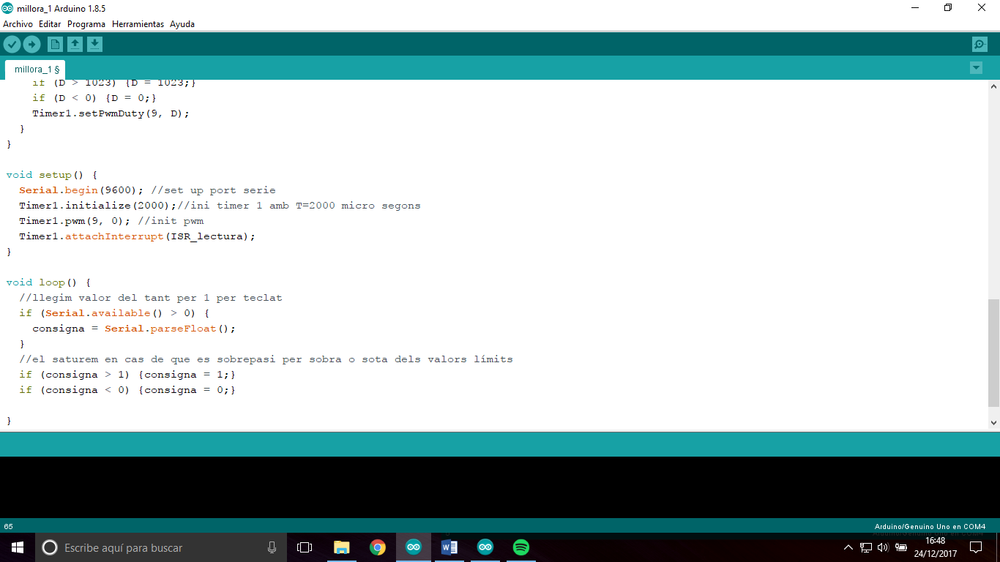 millora_1 Arduino 1.8.5
Archivo Editar Programa Herramientas Ayuda
millora_1 §
if (D > 1023) {D = 1023;}
if (D < 0) {D = 0;}
Timer1.setPwmDuty(9, D);
}
}
void setup() {
Serial.begin(9600); //set up port serie
Timer1.initialize(2000);//ini timer 1 amb T=2000 micro segons
Timer1.pwm(9, 0); //init pwm
Timer1.attachInterrupt(ISR_lectura);
}
void loop() {
//llegim valor del tant per 1 per teclat
if (Serial.available() > 0) {
consigna = Serial.parseFloat();
}
//el saturem en cas de que es sobrepasi per sobra o sota dels valors límits
if (consigna > 1) {consigna = 1;}
if (consigna < 0) {consigna = 0;}
}
65
Arduino/Genuino Uno en COM4
Escribe aquí para buscar
16:48
24/12/2017